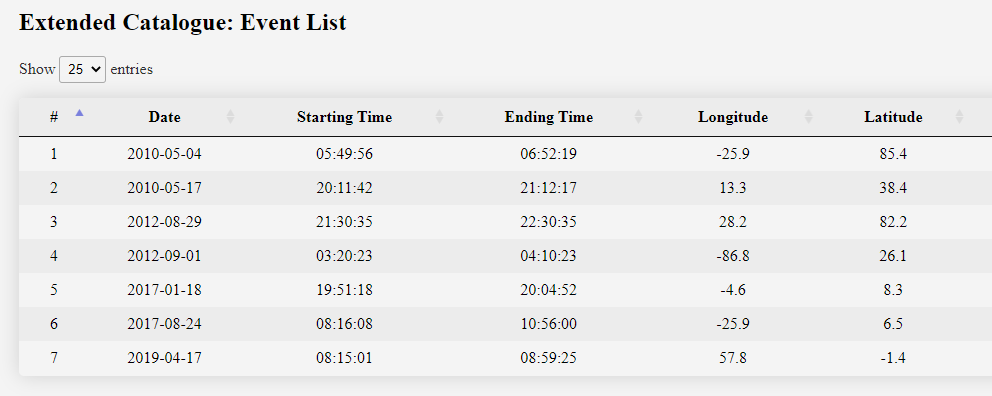 Extended Catalogue: Event List
Show 25 entries
# Date Starting Time Ending Time Longitude Latitude
1 2010-05-04 05:49:56 06:52:19 -25.9 85.4
2 2010-05-17 20:11:42 21:12:17 13.3 38.4
3 2012-08-29 21:30:35 22:30:35 28.2 82.2
4 2012-09-01 03:20:23 04:10:23 -86.8 26.1
5 2017-01-18 19:51:18 20:04:52 -4.6 8.3
6 2017-08-24 08:16:08 10:56:00 -25.9 6.5
7 2019-04-17 08:15:01 08:59:25 57.8 -1.4